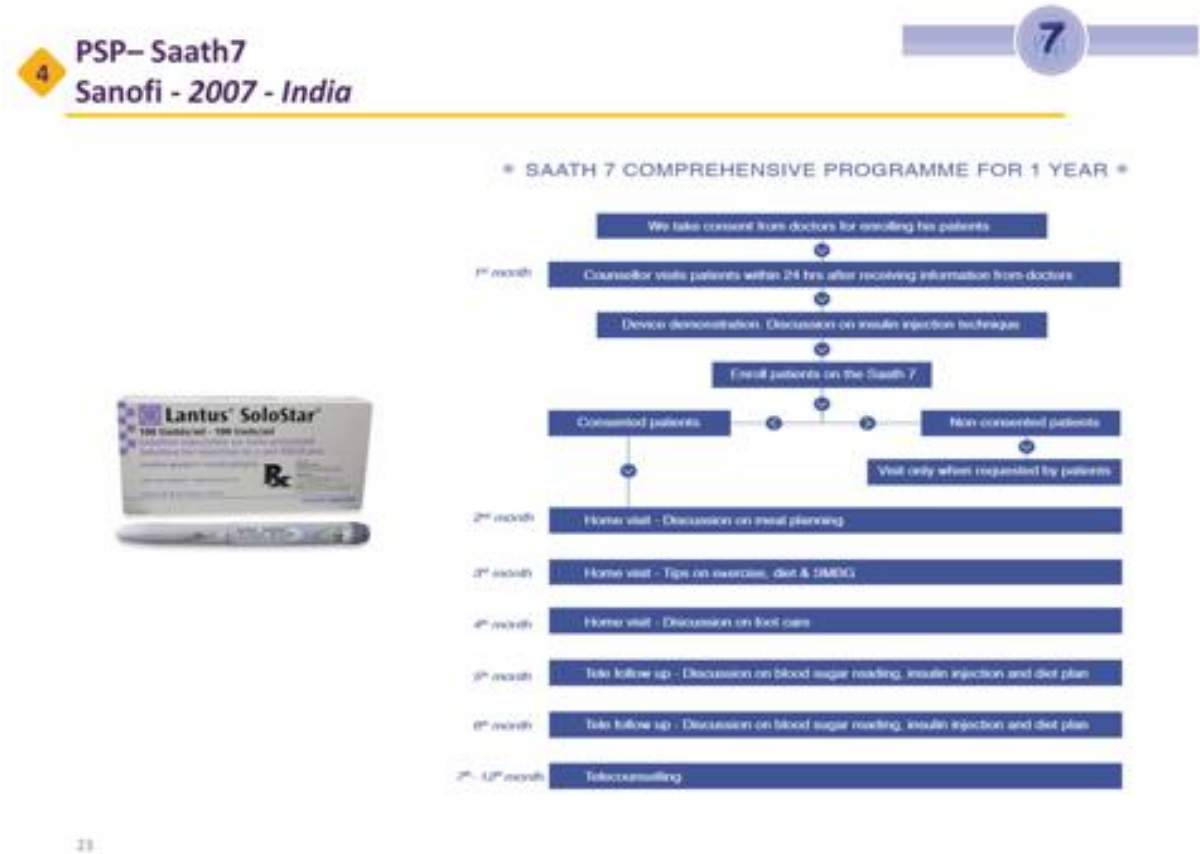 4
PSP– Saath7
Sanofi - 2007 - India
7
* SAATH 7 COMPREHENSIVE PROGRAMME FOR 1 YEAR *
We take consent from doctors for enrolling his patients
1st month
Counsellor visits patients within 24 hrs after receiving information from doctors
Device demonstration. Discussion on insulin injection technique
Enroll patients on the Saath 7
Consented patients
Non consented patients
Visit only when requested by patients
Lantus® SoloStar®
Rx
2nd month
Home visit - Discussion on meal planning
3rd month
Home visit - Tips on exercise, diet & SMBG
4th month
Home visit - Discussion on foot care
5th month
Tele follow up - Discussion on blood sugar reading, insulin injection and diet plan
6th month
Tele follow up - Discussion on blood sugar reading, insulin injection and diet plan
7th - 12th month
Telecounselling
23